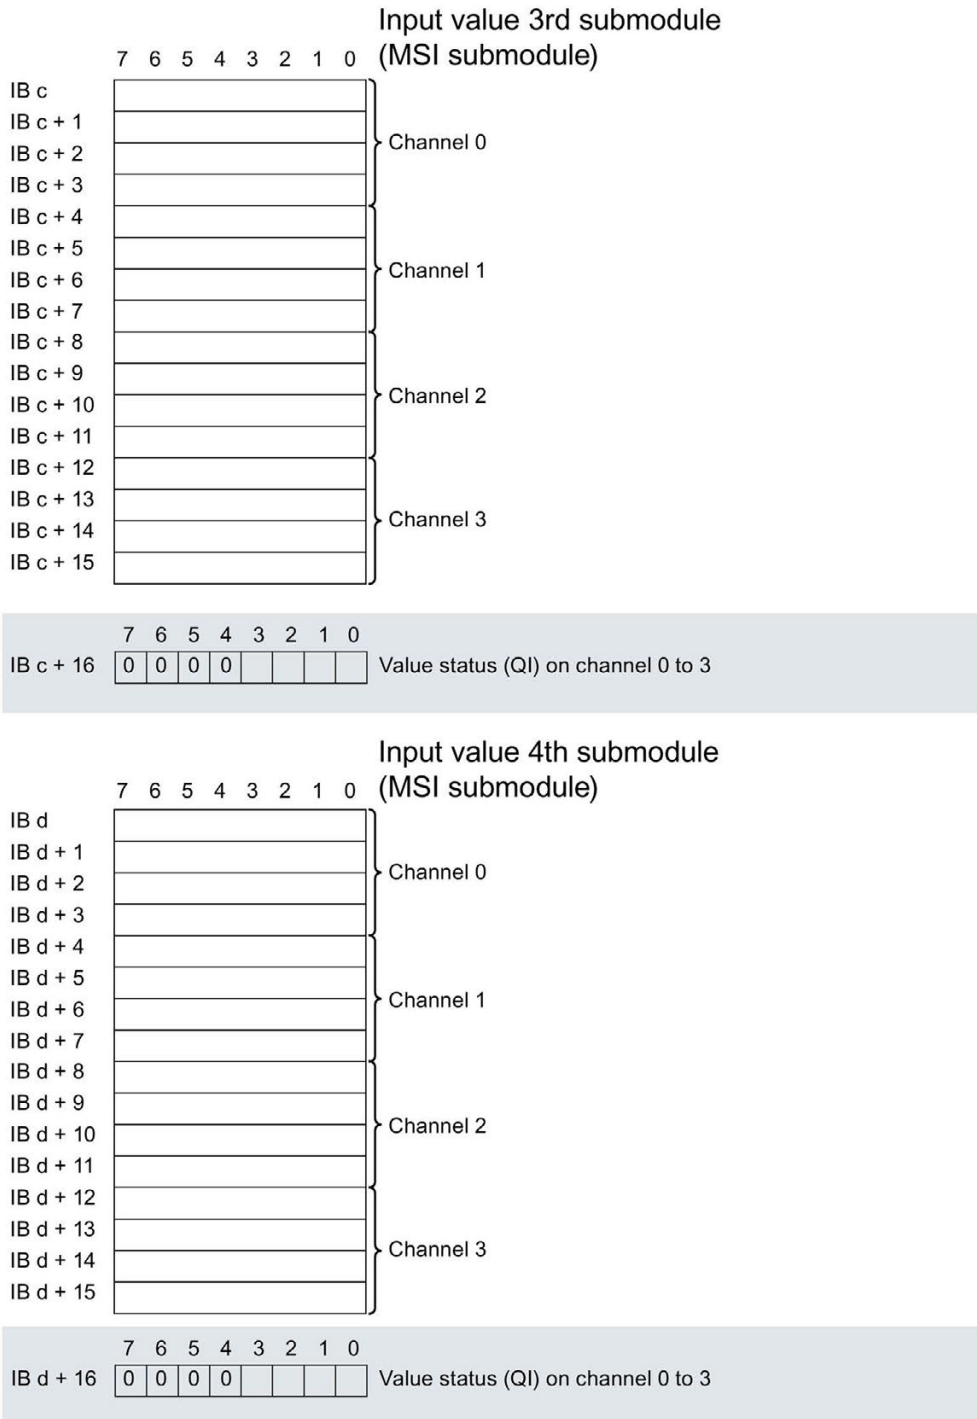 Input value 3rd submodule
7 6 5 4 3 2 1 0 (MSI submodule)
IB c
IB c + 1
Channel 0
IB c + 2
IB c + 3
IB c + 4
IB c + 5
Channel 1
IB c + 6
IB c + 7
IB c + 8
IB c + 9
Channel 2
IB c + 10
IB c + 11
IB c + 12
IB c + 13
Channel 3
IB c + 14
IB c + 15
7 6 5 4 3 2 1 0
IB c + 16 0 0 0 0 Value status (QI) on channel 0 to 3
Input value 4th submodule
7 6 5 4 3 2 1 0 (MSI submodule)
IB d
IB d + 1
Channel 0
IB d + 2
IB d + 3
IB d + 4
IB d + 5
Channel 1
IB d + 6
IB d + 7
IB d + 8
IB d + 9
Channel 2
IB d + 10
IB d + 11
IB d + 12
IB d + 13
Channel 3
IB d + 14
IB d + 15
7 6 5 4 3 2 1 0
IB d + 16 0 0 0 0 Value status (QI) on channel 0 to 3